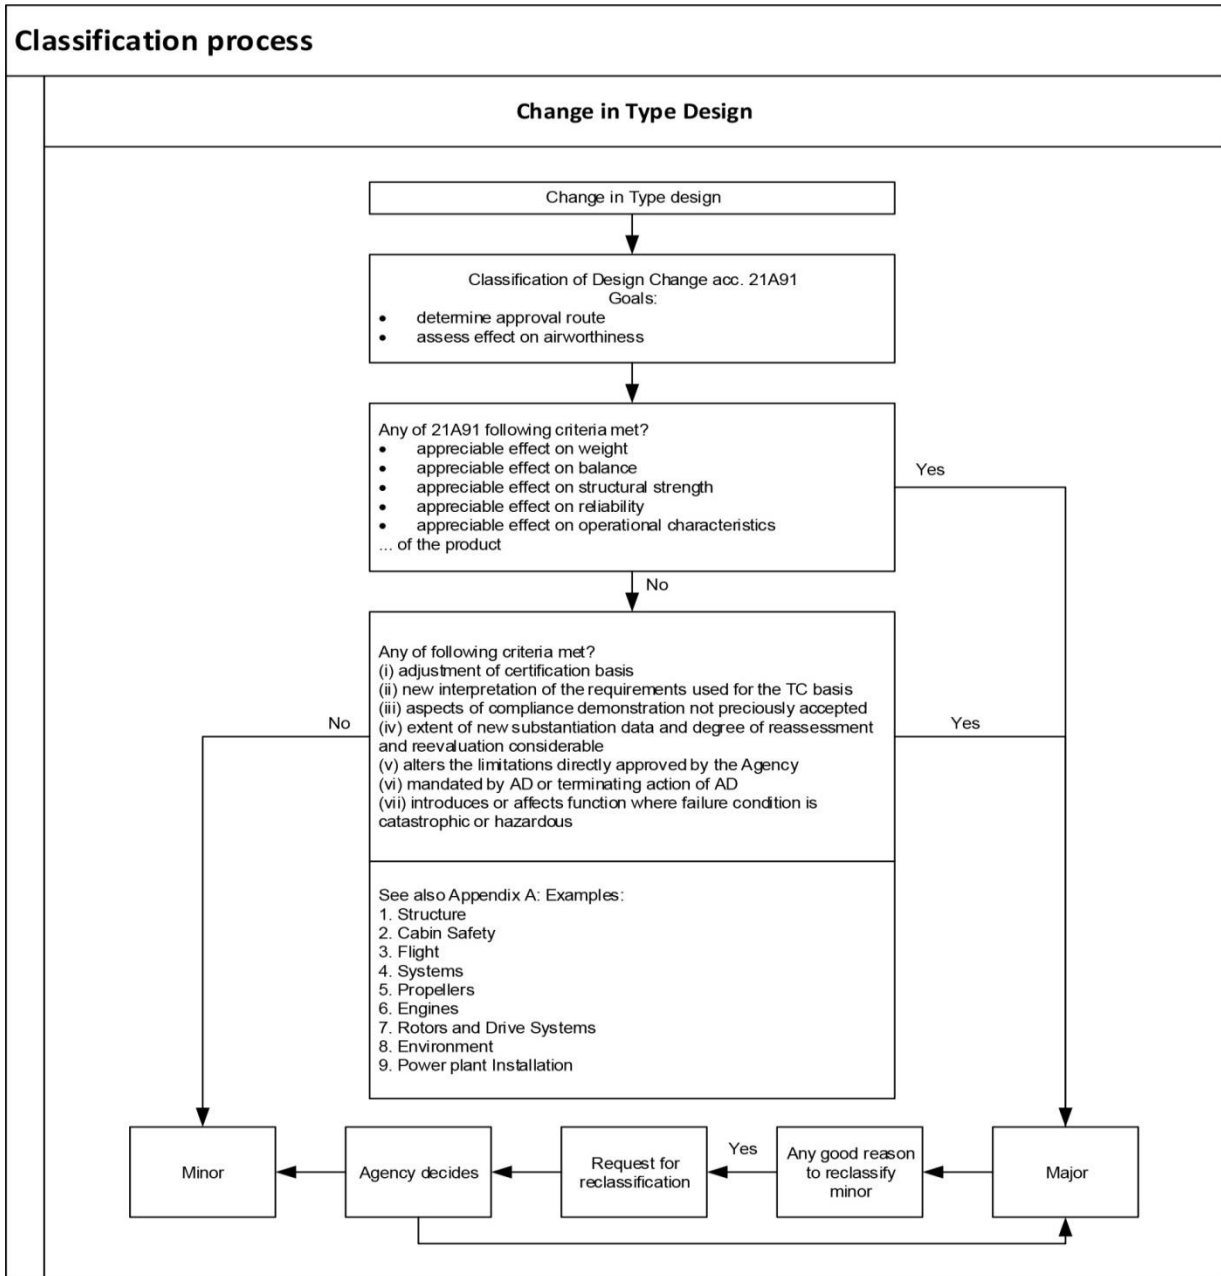 Classification process
Change in Type Design
Change in Type design
Classification of Design Change acc. 21A91
Goals:
• determine approval route
• assess effect on airworthiness
Any of 21A91 following criteria met?
• appreciable effect on weight
• appreciable effect on balance
• appreciable effect on structural strength
• appreciable effect on reliability
• appreciable effect on operational characteristics
... of the product
Yes
No
Any of following criteria met?
(i) adjustment of certification basis
(ii) new interpretation of the requirements used for the TC basis
(iii) aspects of compliance demonstration not preciously accepted
(iv) extent of new substantiation data and degree of reassessment
and reevaluation considerable
(v) alters the limitations directly approved by the Agency
(vi) mandated by AD or terminating action of AD
(vii) introduces or affects function where failure condition is
catastrophic or hazardous
No
Yes
See also Appendix A: Examples:
1. Structure
2. Cabin Safety
3. Flight
4. Systems
5. Propellers
6. Engines
7. Rotors and Drive Systems
8. Environment
9. Power plant Installation
Minor
Agency decides
Request for
reclassification
Yes
Any good reason
to reclassify
minor
Major